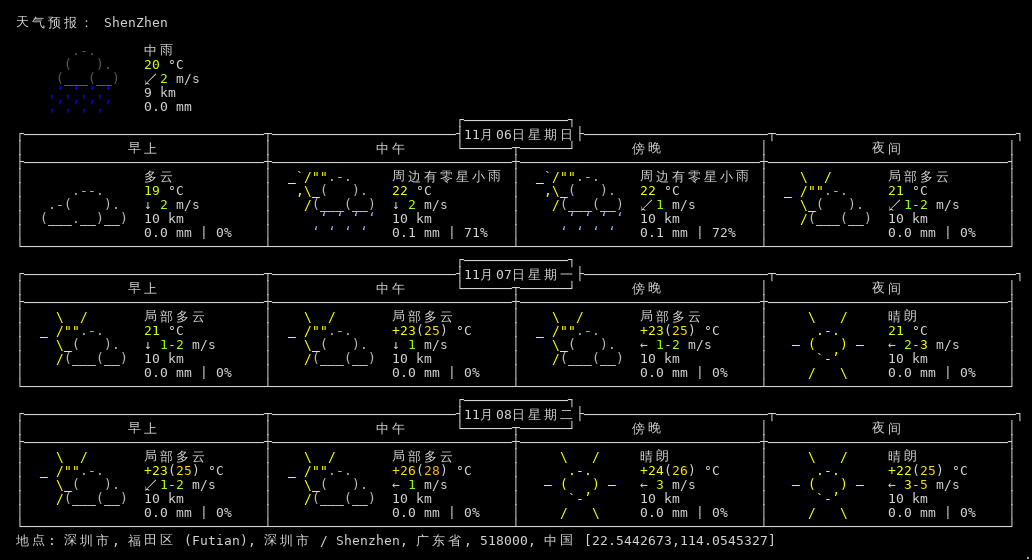 天气预报: ShenZhen
中雨
20 °C
↙2 m/s
9 km
0.0 mm
11月06日星期日
早上 中午 傍晚 夜间
多云 周边有零星小雨 周边有零星小雨 局部多云
19 °C 22 °C 22 °C 21 °C
↓ 2 m/s ↓ 2 m/s ↙1 m/s ↙1-2 m/s
10 km 10 km 10 km 10 km
0.0 mm | 0% 0.1 mm | 71% 0.1 mm | 72% 0.0 mm | 0%
11月07日星期一
早上 中午 傍晚 夜间
局部多云 局部多云 局部多云 晴朗
21 °C +23(25) °C +23(25) °C 21 °C
↓ 1-2 m/s ↓ 1 m/s ← 1-2 m/s ← 2-3 m/s
10 km 10 km 10 km 10 km
0.0 mm | 0% 0.0 mm | 0% 0.0 mm | 0% 0.0 mm | 0%
11月08日星期二
早上 中午 傍晚 夜间
局部多云 局部多云 晴朗 晴朗
+23(25) °C +26(28) °C +24(26) °C +22(25) °C
↙1-2 m/s ← 1 m/s ← 3 m/s ← 3-5 m/s
10 km 10 km 10 km 10 km
0.0 mm | 0% 0.0 mm | 0% 0.0 mm | 0% 0.0 mm | 0%
地点: 深圳市, 福田区 (Futian), 深圳市 / Shenzhen, 广东省, 518000, 中国 [22.5442673,114.0545327]